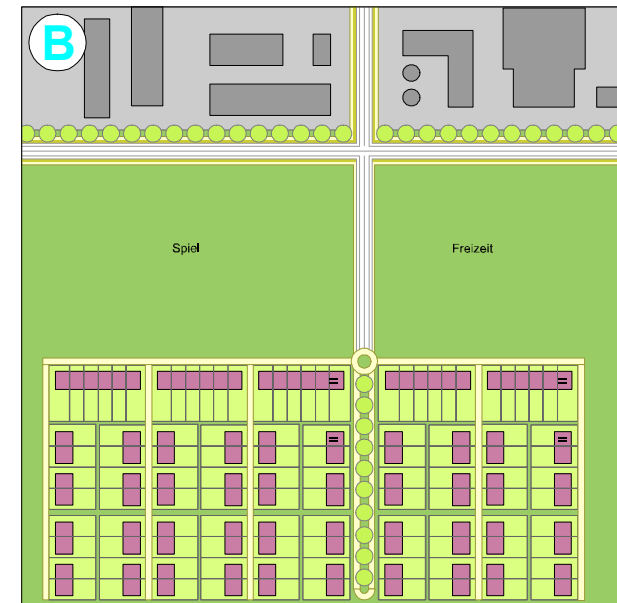 B
Spiel
Freizeit
=
=
=